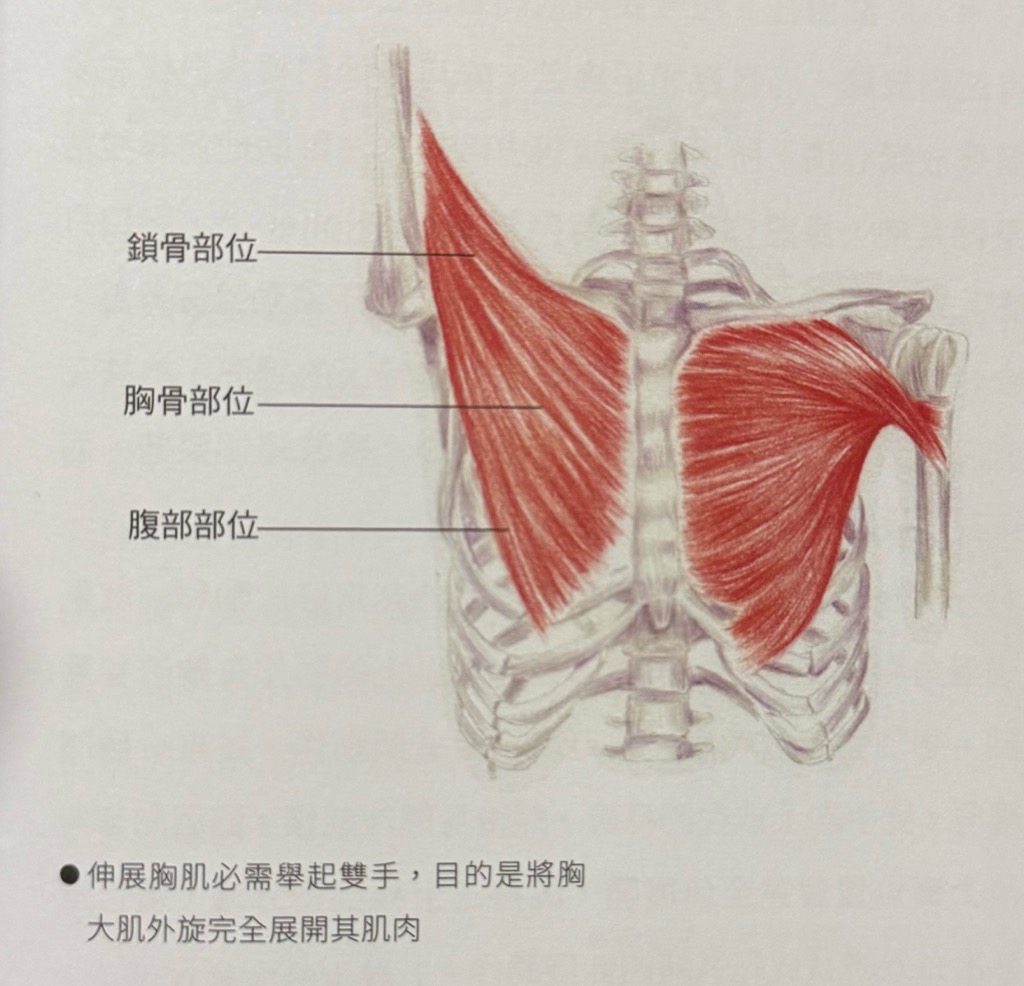 鎖骨部位
胸骨部位
腹部部位
●伸展胸肌必需舉起雙手，目的是將胸
大肌外旋完全展開其肌肉